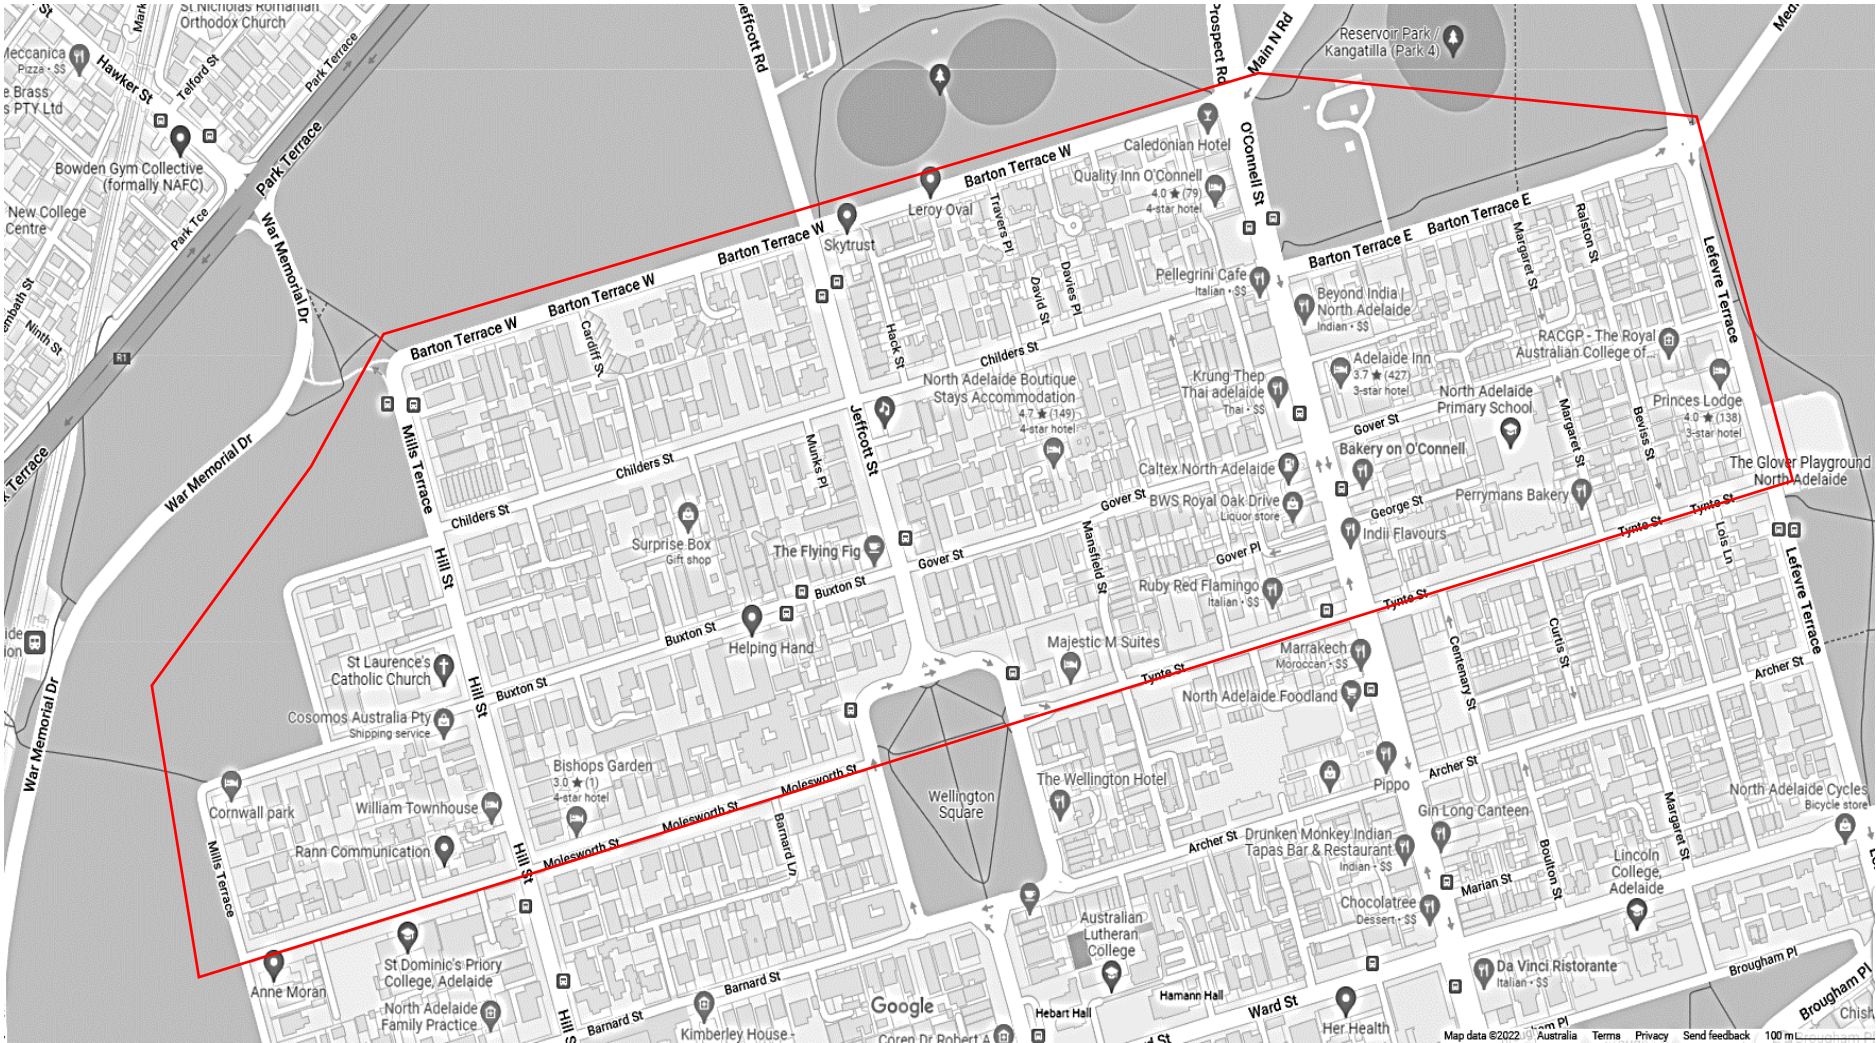 St Nicholas Romanian
Orthodox Church
Meccanica
Pizza • $$
Hawker St
Telford St
Park Terrace
e Brass
s PTY Ltd
Bowden Gym Collective
(formally NAFC)
Park Terrace
New College
Centre
Park Tce
War Memorial Dr
Ninth St
R1
War Memorial Dr
War Memorial Dr
Jeffcott Rd
Prospect Rd
Main N Rd
Reservoir Park /
Kangatilla (Park 4)
Caledonian Hotel
O'Connell St
Barton Terrace W
Quality Inn O'Connell
4.0 ★ (79)
4-star hotel
Leroy Oval
Skytrust
Travers Pl
Barton Terrace W
Barton Terrace W
Barton Terrace W
Barton Terrace E
Barton Terrace E
Margaret St
Ralston St
Lefevre Terrace
Pellegrini Cafe
Italian • $$
Davies Pl
David St
Beyond India |
North Adelaide
Indian • $$
Cardiff St
Hack St
Childers St
RACGP - The Royal
Australian College of...
Adelaide Inn
3.7 ★ (427)
3-star hotel
North Adelaide Boutique
Stays Accommodation
4.7 ★ (149)
4-star hotel
Krung Thep
Thai adelaide
Thai • $$
North Adelaide
Primary School
Princes Lodge
4.0 ★ (138)
3-star hotel
Mills Terrace
Jeffcott St
Munks Pl
Gover St
Margaret St
Beviss St
Childers St
Bakery on O'Connell
Caltex North Adelaide
The Glover Playground
North Adelaide
BWS Royal Oak Drive
Liquor store
Gover St
George St
Perrymans Bakery
Tynte St
Tynte St
Childers St
Surprise Box
Gift shop
The Flying Fig
Gover St
Mansfield St
Gover Pl
Indii Flavours
Lois Ln
Hill St
Buxton St
Ruby Red Flamingo
Italian • $$
Tynte St
Lefevre Terrace
Buxton St
Helping Hand
Majestic M Suites
Marrakech
Moroccan • $$
Centenary St
Curtis St
St Laurence's
Catholic Church
Hill St
Buxton St
Tynte St
North Adelaide Foodland
Archer St
Cosomos Australia Pty
Shipping service
Bishops Garden
3.0 ★ (1)
4-star hotel
Molesworth St
The Wellington Hotel
Pippo
Archer St
Cornwall park
William Townhouse
Molesworth St
Wellington
Square
North Adelaide Cycles
Bicycle store
Gin Long Canteen
Margaret St
Rann Communication
Molesworth St
Barnard Ln
Archer St
Drunken Monkey Indian
Tapas Bar & Restaurant
Indian • $$
Mills Terrace
Hill St
Boulton St
Lincoln
College,
Adelaide
Marian St
Chocolatree
Dessert • $$
Australian
Lutheran
College
Anne Moran
St Dominic's Priory
College, Adelaide
Barnard St
Da Vinci Ristorante
Italian • $$
Brougham Pl
Brougham Pl
North Adelaide
Family Practice
Hill S
Barnard St
Google
Hamann Hall
Hebart Hall
Ward St
Her Health
Kimberley House -
Coren Dr Robert A
Map data ©2022
Australia
Terms
Privacy
Send feedback
100 m